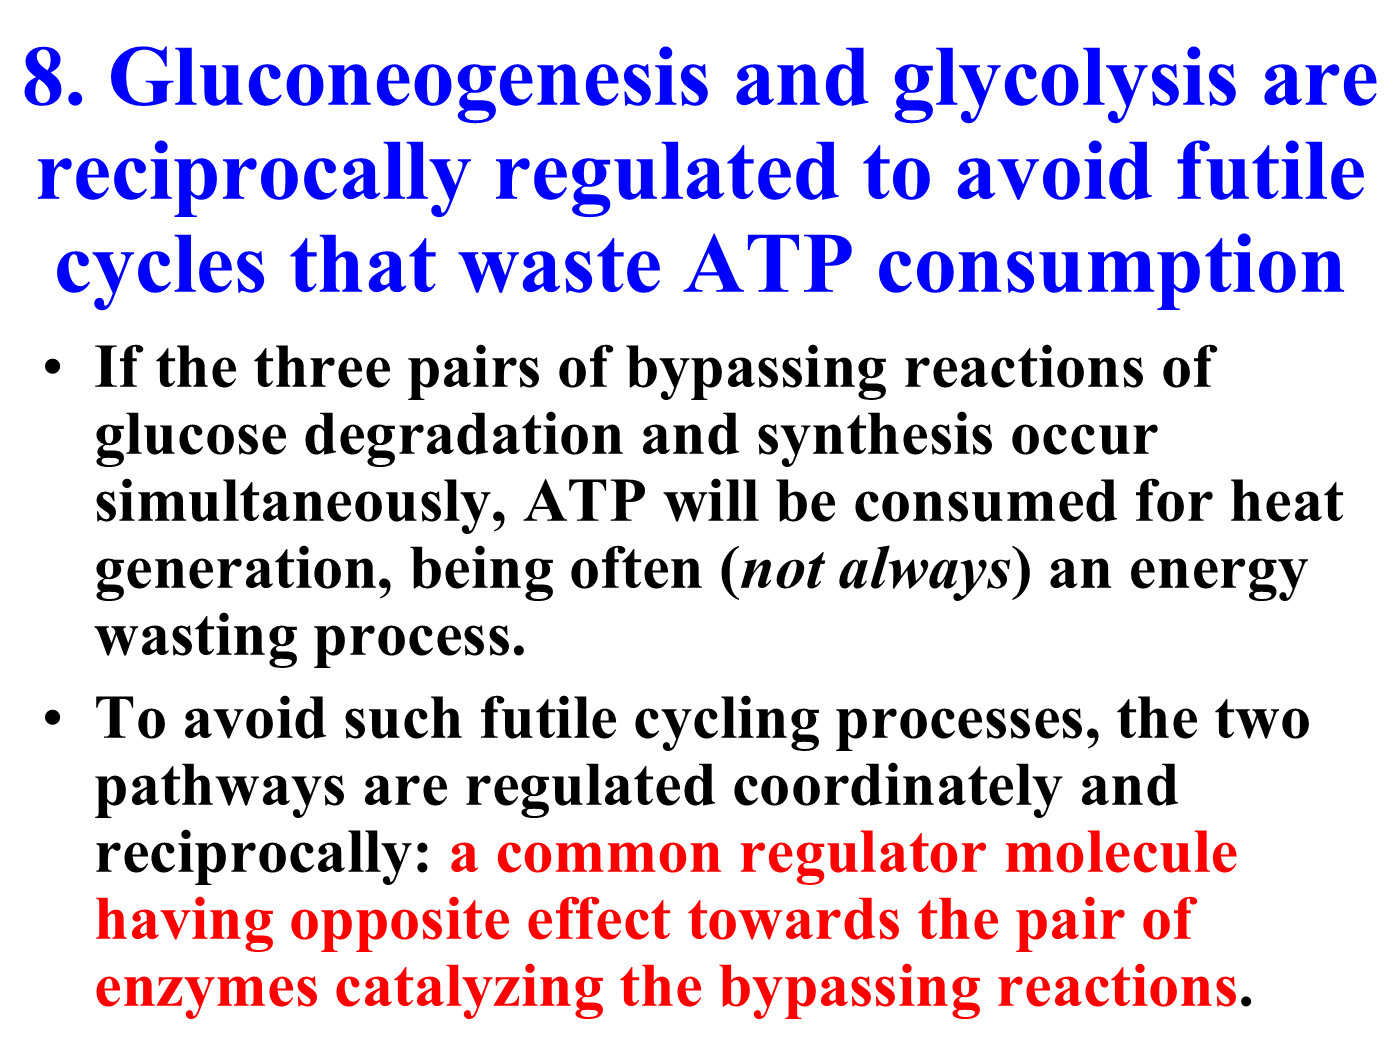 8. Gluconeogenesis and glycolysis are
reciprocally regulated to avoid futile
cycles that waste ATP consumption
• If the three pairs of bypassing reactions of
glucose degradation and synthesis occur
simultaneously, ATP will be consumed for heat
generation, being often (not always) an energy
wasting process.
• To avoid such futile cycling processes, the two
pathways are regulated coordinately and
reciprocally: a common regulator molecule
having opposite effect towards the pair of
enzymes catalyzing the bypassing reactions.